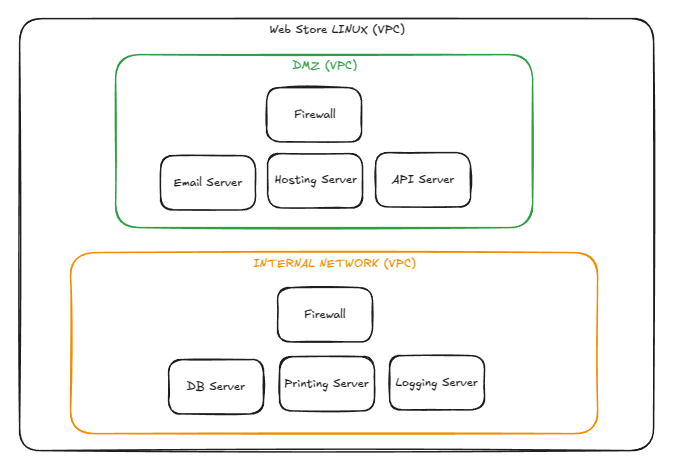 Web Store LINUX (VPC)
DMZ (VPC)
Firewall
Email Server
Hosting Server
API Server
INTERNAL NETWORK (VPC)
Firewall
DB Server
Printing Server
Logging Server